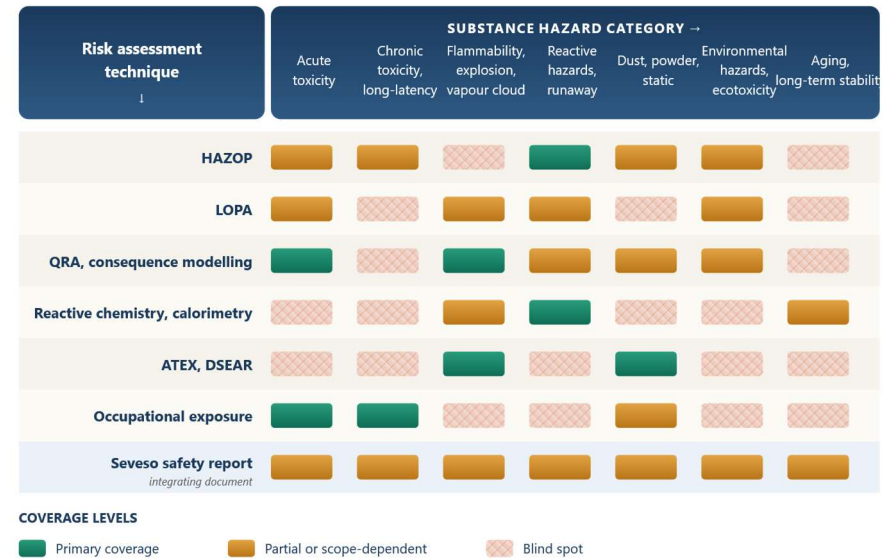 Risk assessment
technique
↓
SUBSTANCE HAZARD CATEGORY →
Acute
toxicity
Chronic
toxicity,
long-latency
Flammability,
explosion,
vapour cloud
Reactive
hazards,
runaway
Dust, powder,
static
Environmental
hazards,
ecotoxicity
Aging,
long-term stability
HAZOP
LOPA
QRA, consequence modelling
Reactive chemistry, calorimetry
ATEX, DSEAR
Occupational exposure
Seveso safety report
integrating document
COVERAGE LEVELS
Primary coverage
Partial or scope-dependent
Blind spot